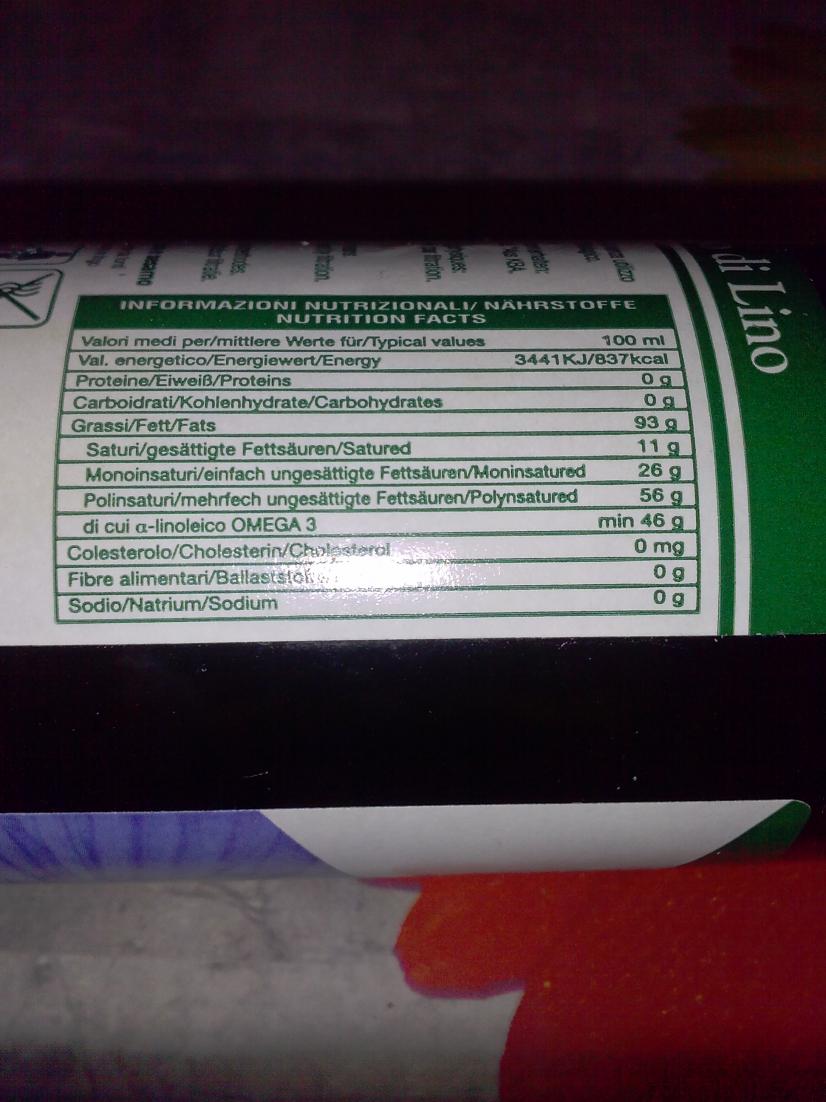 INFORMAZIONI NUTRIZIONALI/ NÄHRSTOFFE
NUTRITION FACTS
Valori medi per/mittlere Werte für/Typical values 100 ml
Val. energetico/Energiewert/Energy 3441KJ/837kcal
Proteine/Eiweiß/Proteins 0 g
Carboidrati/Kohlenhydrate/Carbohydrates 0 g
Grassi/Fett/Fats 93 g
Saturi/gesättigte Fettsäuren/Satured 11 g
Monoinsaturi/einfach ungesättigte Fettsäuren/Moninsatured 26 g
Polinsaturi/mehrfech ungesättigte Fettsäuren/Polynsatured 56 g
di cui α-linoleico OMEGA 3 min 46 g
Colesterolo/Cholesterin/Cholesterol 0 mg
Fibre alimentari/ 0 g
Sodio/Natrium/Sodium 0 g
di Lino